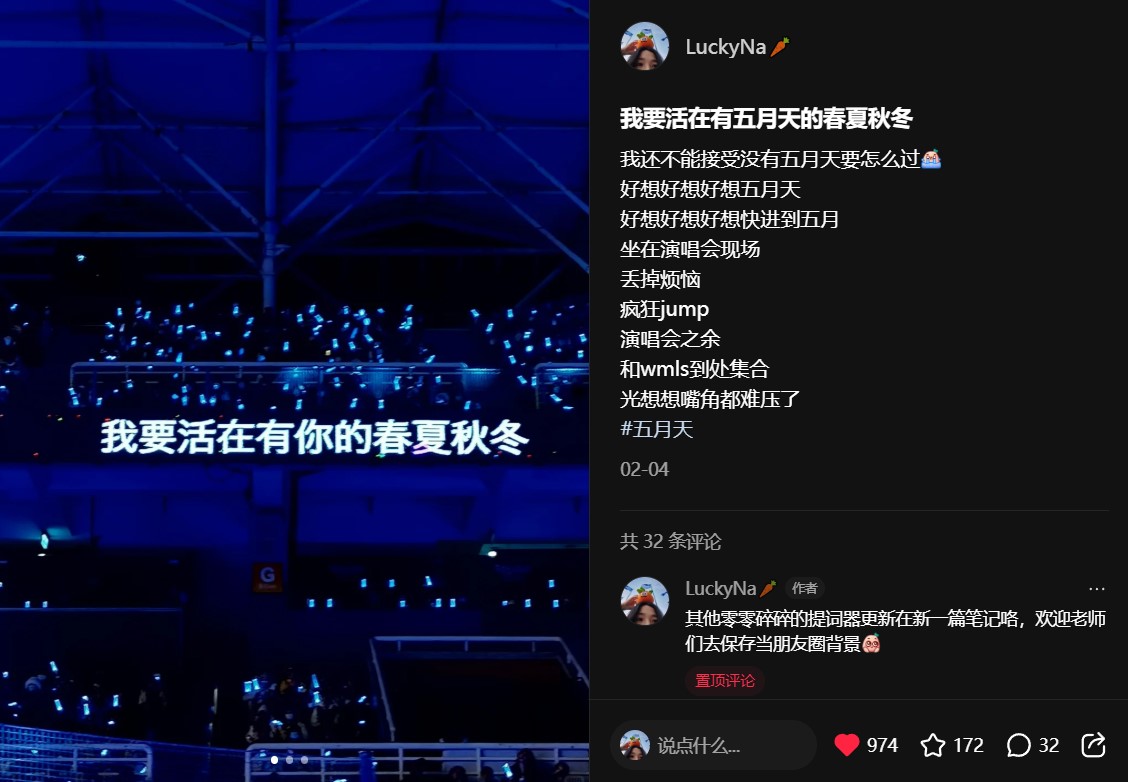 我要活在有你的春夏秋冬
G
LuckyNa
我要活在有五月天的春夏秋冬
我还不能接受没有五月天要怎么过
好想好想好想五月天
好想好想好想快进到五月
坐在演唱会现场
丢掉烦恼
疯狂jump
演唱会之余
和wmls到处集合
光想想嘴角都难压了
#五月天
02-04
共 32 条评论
LuckyNa 作者
其他零零碎碎的提词器更新在新一篇笔记咯，欢迎老师
们去保存当朋友圈背景
置顶评论
说点什么... 974 172 32